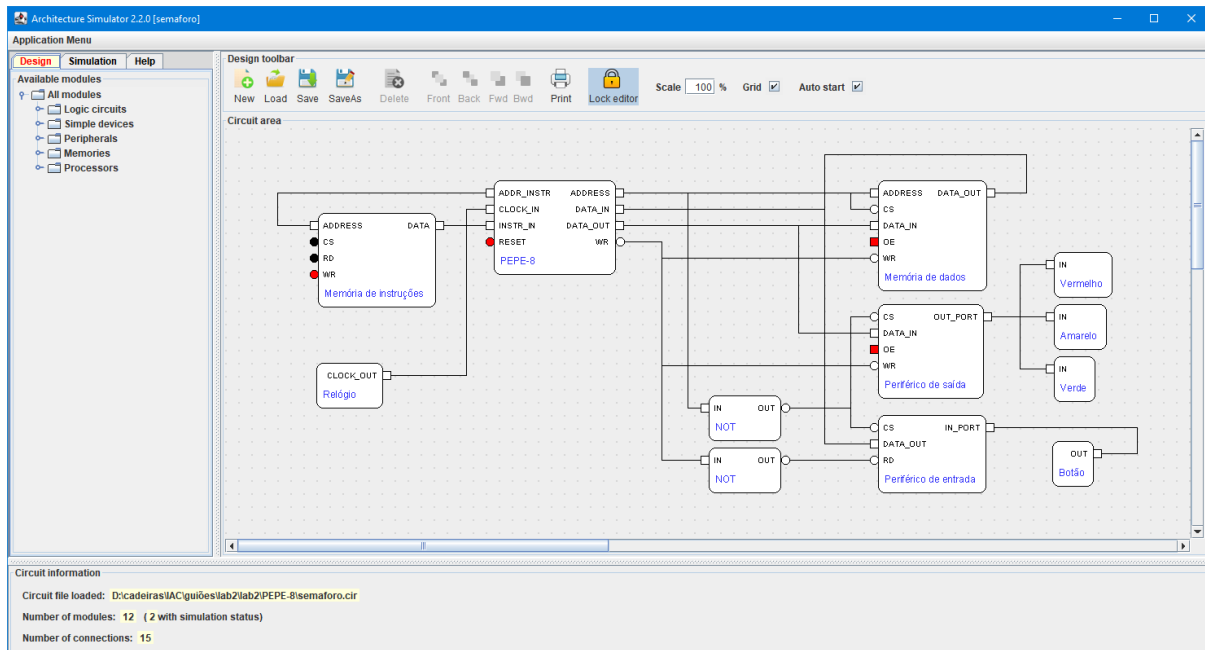 Architecture Simulator 2.2.0 [semaforo]
Application Menu
Design Simulation Help
Available modules
All modules
Logic circuits
Simple devices
Peripherals
Memories
Processors
Design toolbar
New Load Save SaveAs Delete Front Back Fwd Bwd Print Lock editor Scale 100 % Grid Auto start
Circuit area
ADDRESS DATA
CS
RD
WR
Memória de instruções
CLOCK_OUT
Relógio
ADDR_INSTR ADDRESS
CLOCK_IN DATA_IN
INSTR_IN DATA_OUT
RESET WR
PEPE-8
IN OUT
NOT
IN OUT
NOT
ADDRESS DATA_OUT
CS
DATA_IN
OE
WR
Memória de dados
CS OUT_PORT
DATA_IN
OE
WR
Periférico de saída
CS IN_PORT
DATA_OUT
RD
Periférico de entrada
IN
Vermelho
IN
Amarelo
IN
Verde
OUT
Botão
Circuit information
Circuit file loaded: D:\cadeiras\IAC\guiões\lab2\lab2\PEPE-8\semaforo.cir
Number of modules: 12 ( 2 with simulation status)
Number of connections: 15